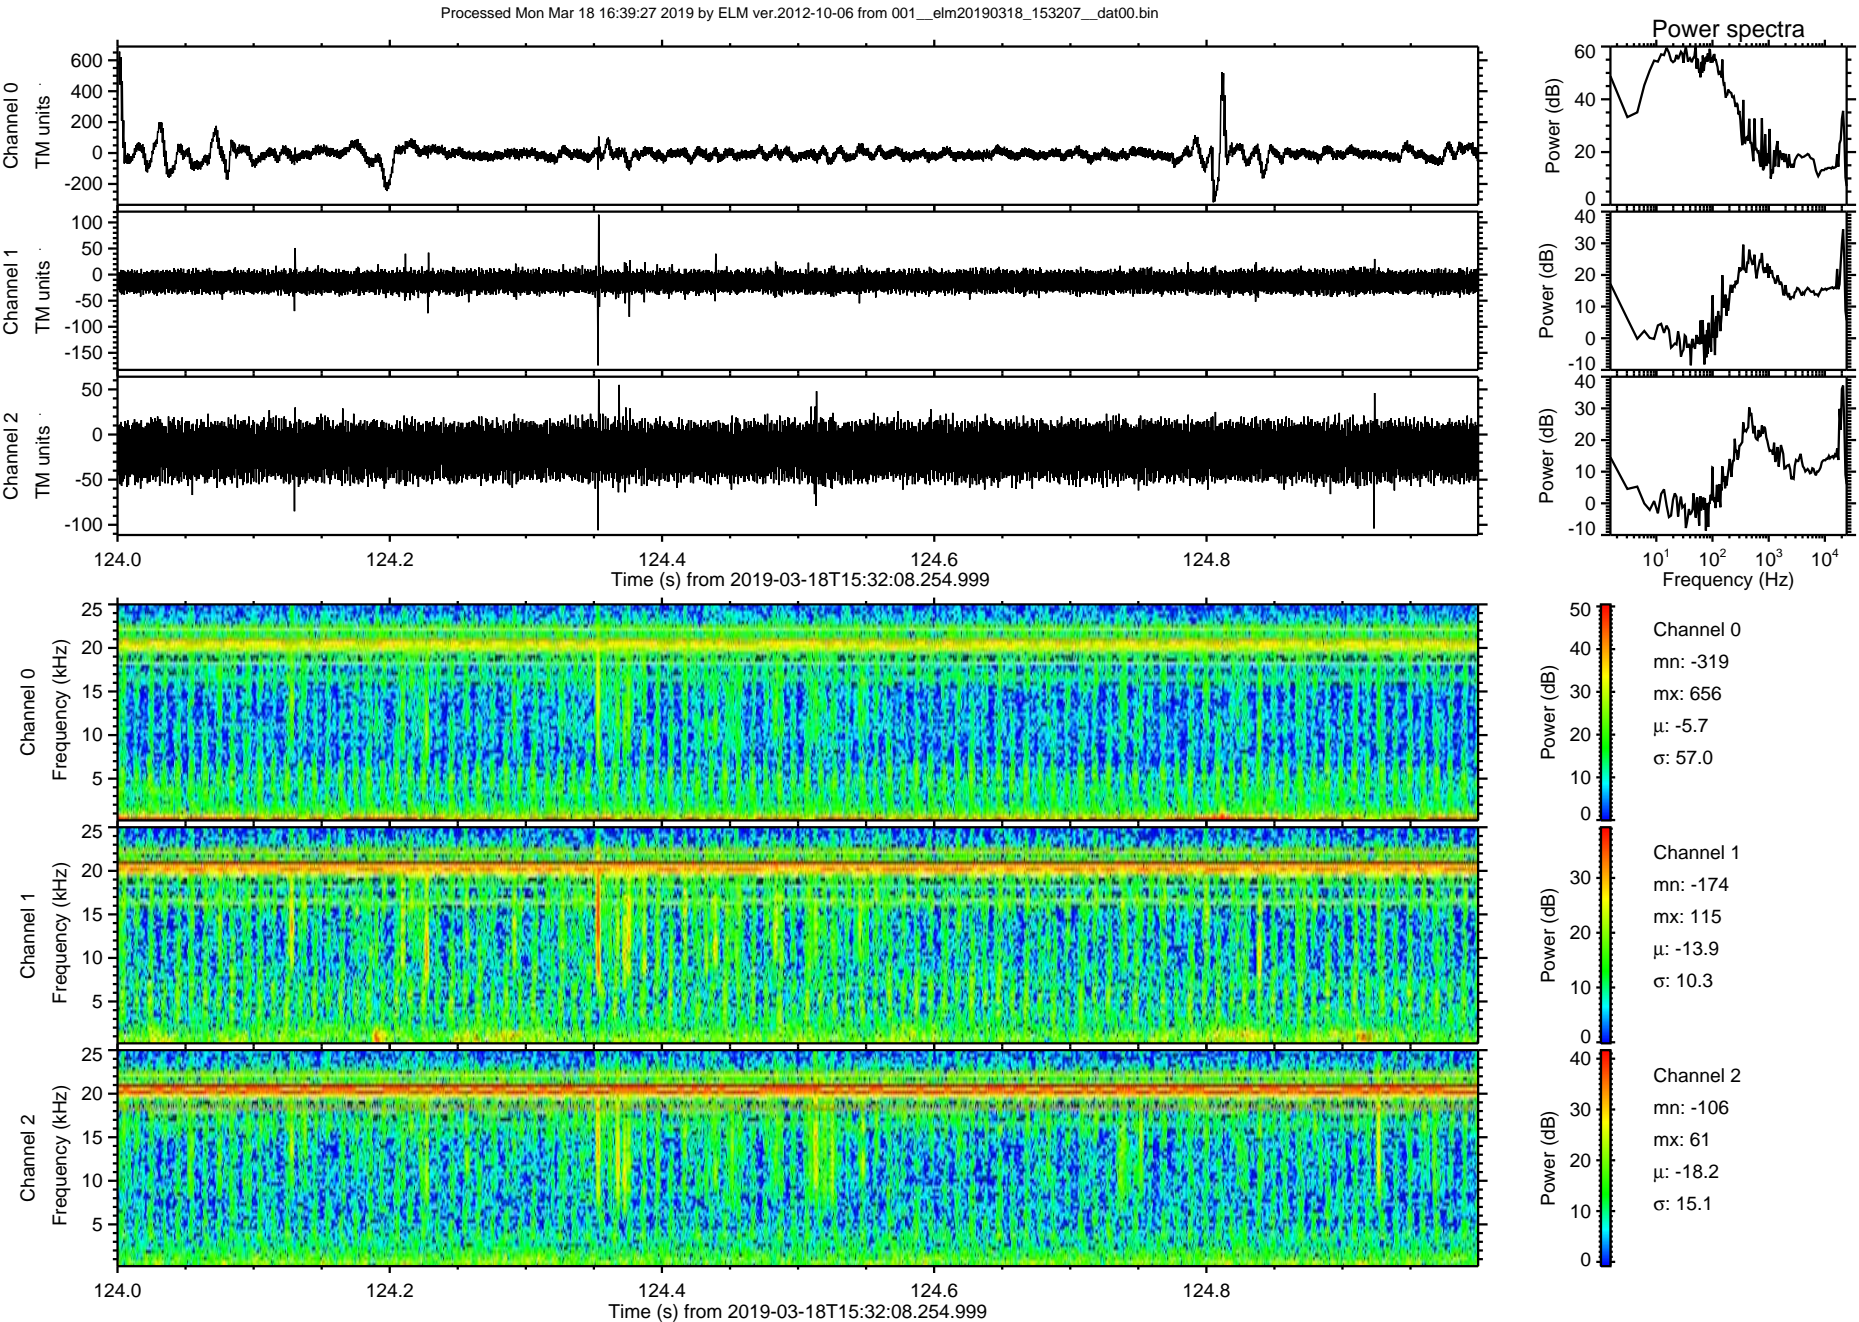 Processed Mon Mar 18 16:39:27 2019 by ELM ver.2012-10-06 from 001__elm20190318_153207__dat00.bin
Power spectra
Channel 0
TM units
600
400
200
0
-200
Power (dB)
60
40
20
0
Channel 1
TM units
100
50
0
-50
-100
-150
Power (dB)
40
30
20
10
0
-10
Channel 2
TM units
50
0
-50
-100
Power (dB)
40
30
20
10
0
-10
124.0 124.2 124.4 124.6 124.8
Time (s) from 2019-03-18T15:32:08.254.999
10^1 10^2 10^3 10^4
Frequency (Hz)
Channel 0
Frequency (kHz)
25
20
15
10
5
Power (dB)
50
40
30
20
10
0
Channel 0
mn: -319
mx: 656
μ: -5.7
σ: 57.0
Channel 1
Frequency (kHz)
25
20
15
10
5
Power (dB)
30
20
10
0
Channel 1
mn: -174
mx: 115
μ: -13.9
σ: 10.3
Channel 2
Frequency (kHz)
25
20
15
10
5
Power (dB)
40
30
20
10
0
Channel 2
mn: -106
mx: 61
μ: -18.2
σ: 15.1
124.0 124.2 124.4 124.6 124.8
Time (s) from 2019-03-18T15:32:08.254.999